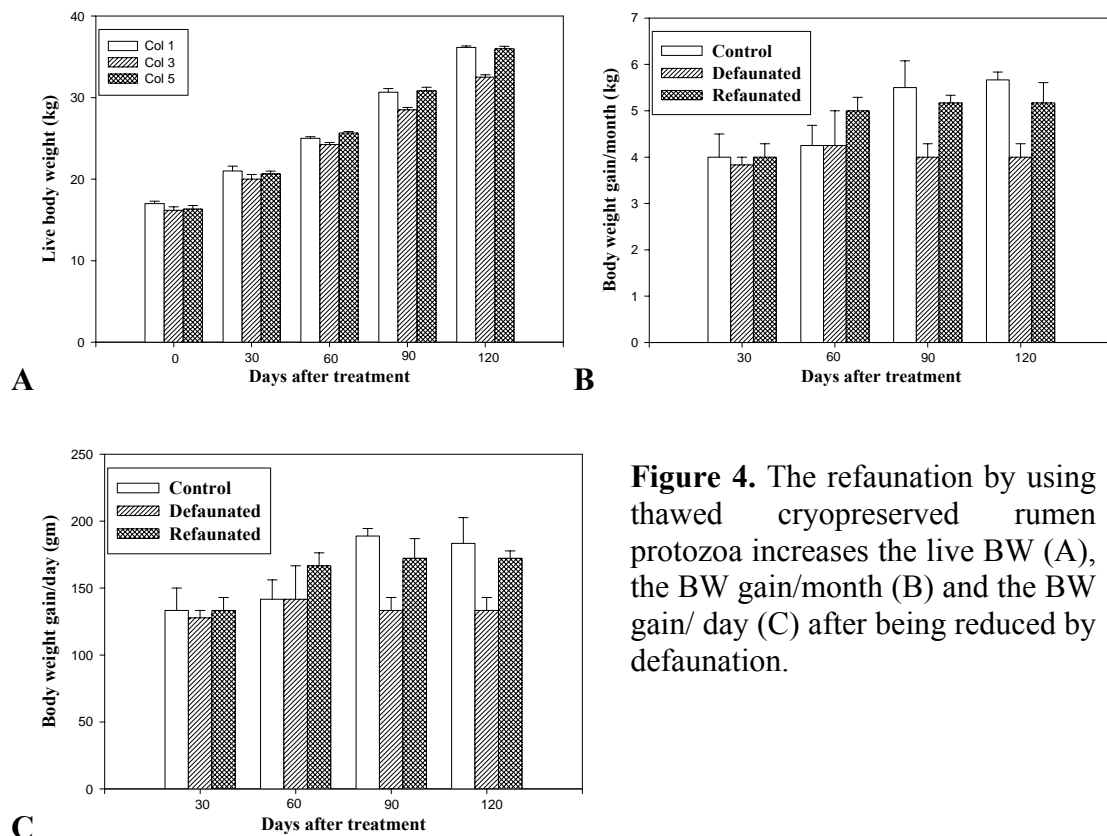 40
30
20
10
0
Live body weight (kg)
Col 1
Col 3
Col 5
0 30 60 90 120
Days after treatment
A
7
6
5
4
3
2
1
0
Body weight gain/month (kg)
Control
Defaunated
Refaunated
30 60 90 120
Days after treatment
B
250
200
150
100
50
0
Body weight gain/day (gm)
Control
Defaunated
Refaunated
30 60 90 120
Days after treatment
C
Figure 4. The refaunation by using
thawed cryopreserved rumen
protozoa increases the live BW (A),
the BW gain/month (B) and the BW
gain/ day (C) after being reduced by
defaunation.